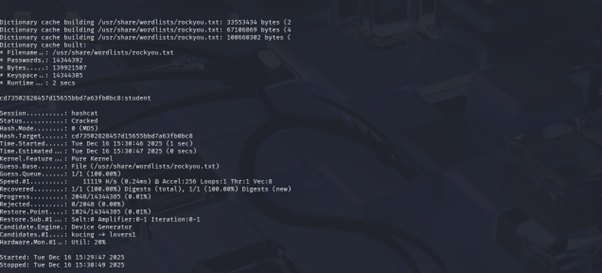 Dictionary cache building /usr/share/wordlists/rockyou.txt: 33553434 bytes (2
Dictionary cache building /usr/share/wordlists/rockyou.txt: 67106869 bytes (4
Dictionary cache building /usr/share/wordlists/rockyou.txt: 100660302 bytes (
Dictionary cache built:
* Filename..: /usr/share/wordlists/rockyou.txt
* Passwords.: 14344392
* Bytes.....: 139921507
* Keyspace..: 14344385
* Runtime...: 2 secs

cd73502828457d15655bbd7a63fb0bc8:student

Session..........: hashcat
Status...........: Cracked
Hash.Mode........: 0 (MD5)
Hash.Target......: cd73502828457d15655bbd7a63fb0bc8
Time.Started.....: Tue Dec 16 15:30:46 2025 (1 sec)
Time.Estimated...: Tue Dec 16 15:30:47 2025 (0 secs)
Kernel.Feature...: Pure Kernel
Guess.Base.......: File (/usr/share/wordlists/rockyou.txt)
Guess.Queue......: 1/1 (100.00%)
Speed.#1.........: 11119 H/s (0.24ms) @ Accel:256 Loops:1 Thr:1 Vec:8
Recovered........: 1/1 (100.00%) Digests (total), 1/1 (100.00%) Digests (new)
Progress.........: 2048/14344385 (0.01%)
Rejected.........: 0/2048 (0.00%)
Restore.Point....: 1024/14344385 (0.01%)
Restore.Sub.#1...: Salt:0 Amplifier:0-1 Iteration:0-1
Candidate.Engine.: Device Generator
Candidates.#1....: kucing -> lovers1
Hardware.Mon.#1..: Util: 20%

Started: Tue Dec 16 15:29:47 2025
Stopped: Tue Dec 16 15:30:49 2025